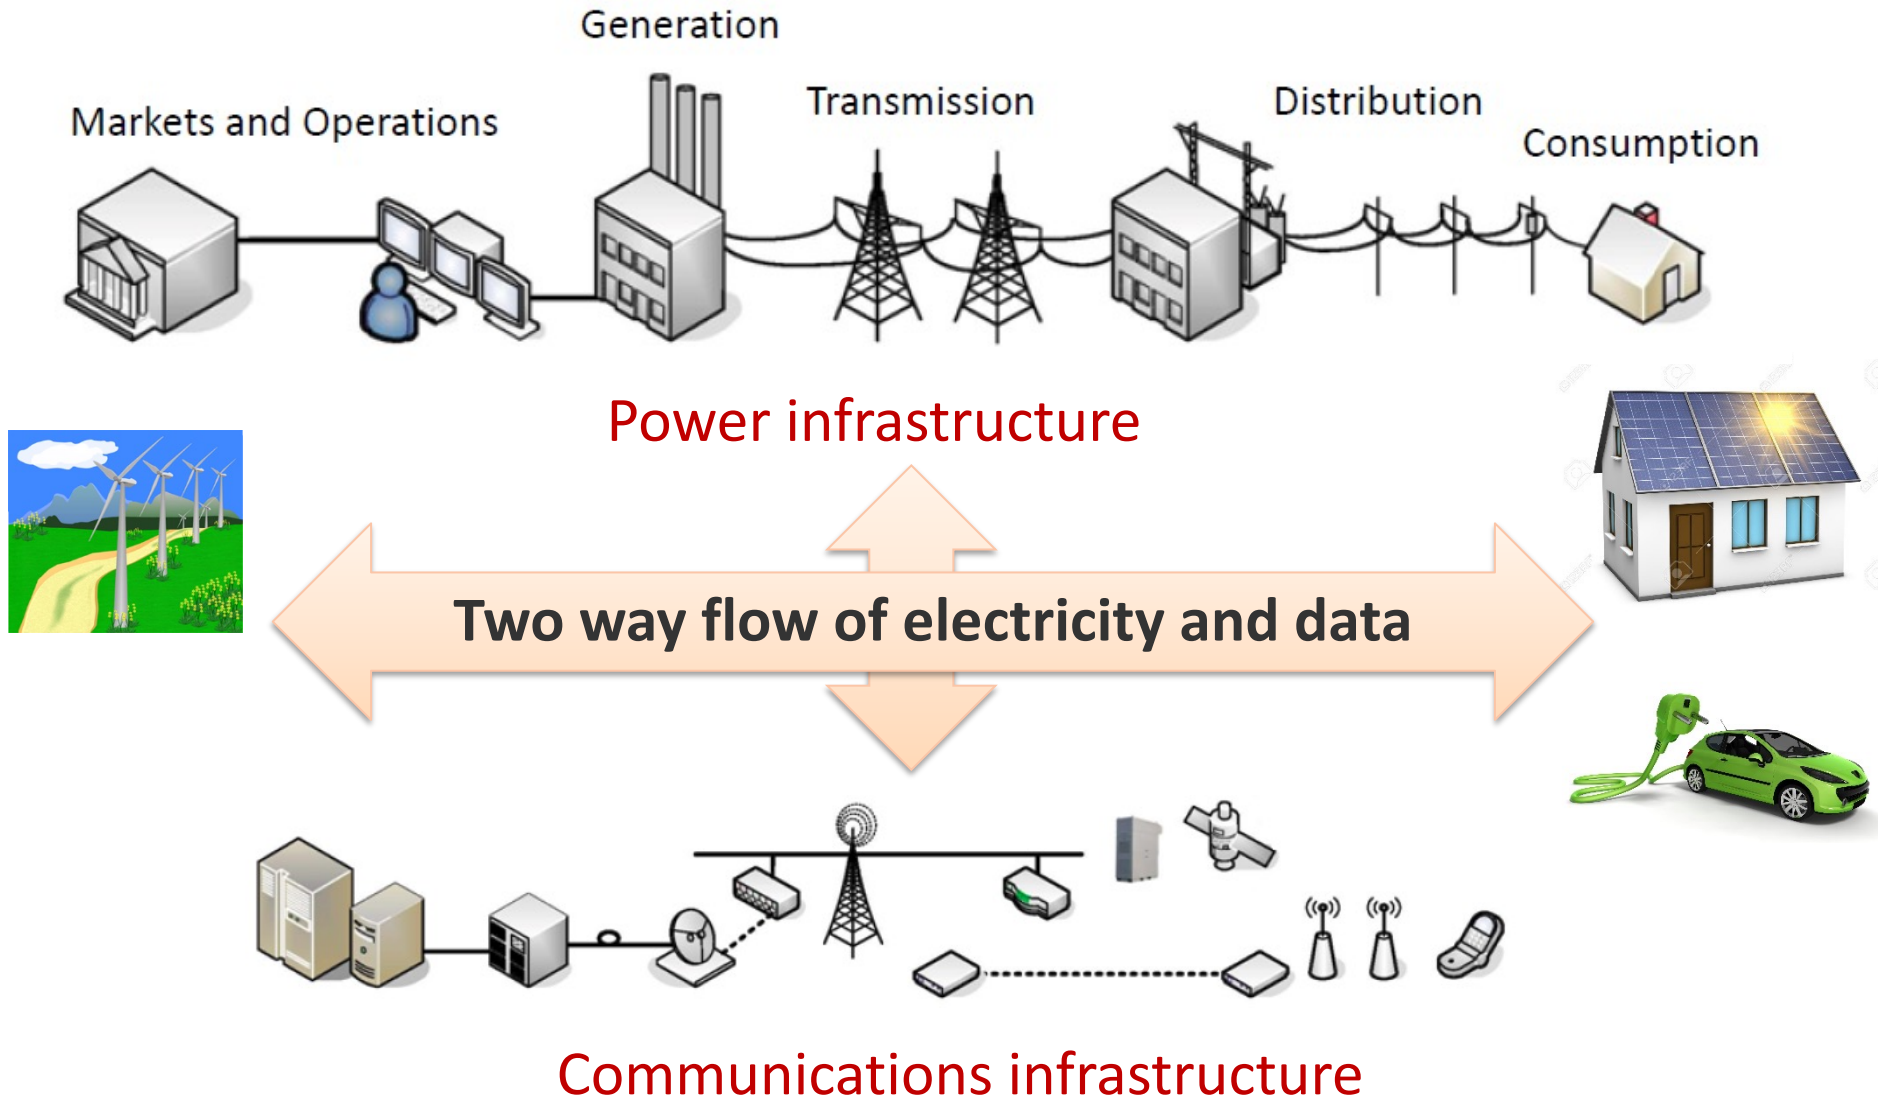 Generation
Markets and Operations
Transmission
Distribution
Consumption
Power infrastructure
Two way flow of electricity and data
Communications infrastructure